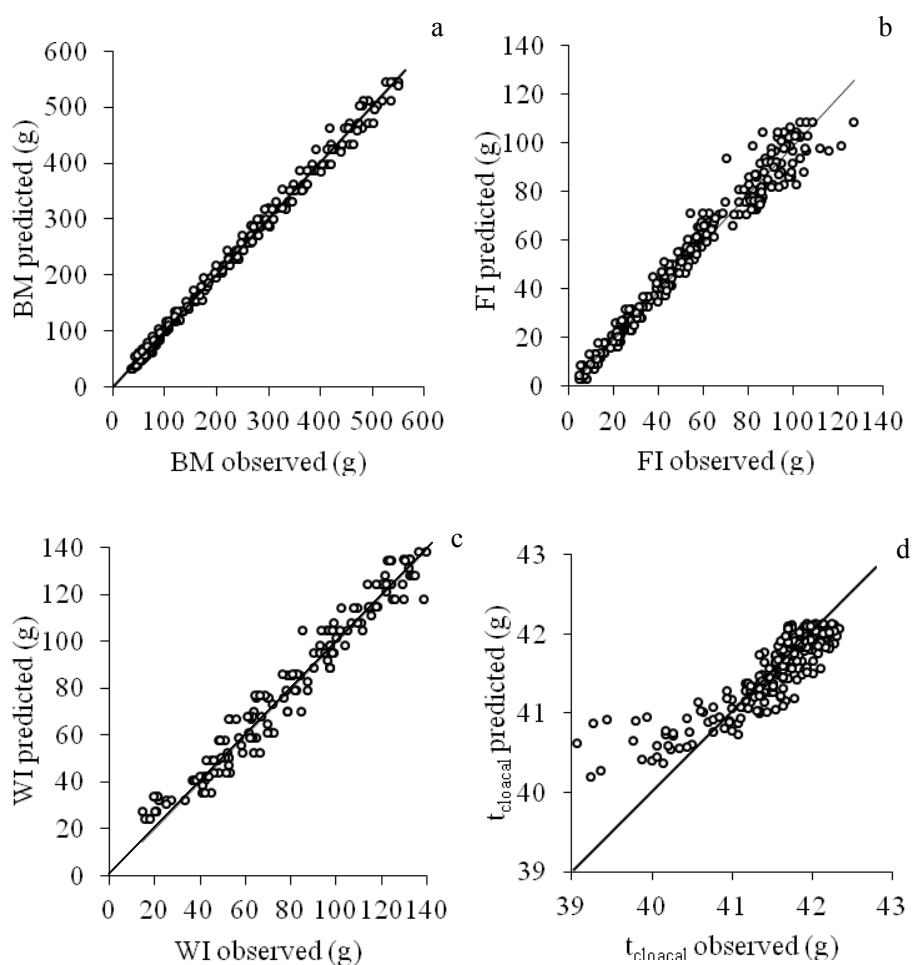 a
600
500
400
300
200
100
0
BM predicted (g)
0 100 200 300 400 500 600
BM observed (g)
b
140
120
100
80
60
40
20
0
FI predicted (g)
0 20 40 60 80 100 120 140
FI observed (g)
c
140
120
100
80
60
40
20
0
WI predicted (g)
0 20 40 60 80 100 120 140
WI observed (g)
d
43
42
41
40
39
tcloacal predicted (g)
39 40 41 42 43
tcloacal observed (g)